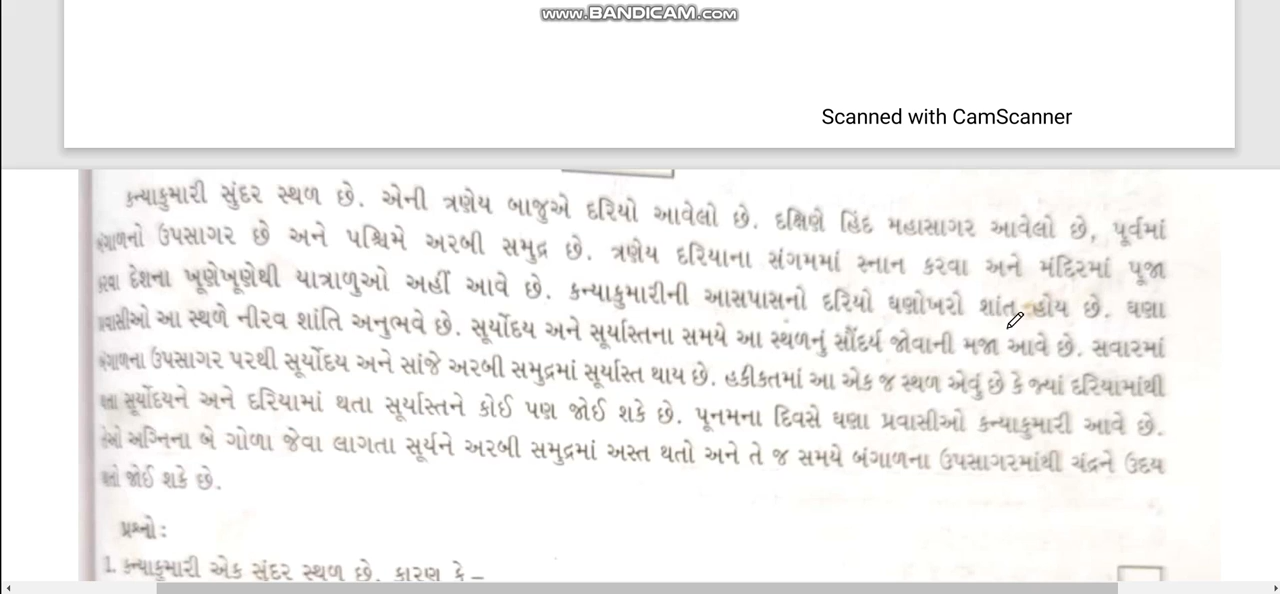 www.BANDICAM.com
Scanned with CamScanner
કન્યાકુમારી સુંદર સ્થળ છે. એની ત્રણેય બાજુએ દરિયો આવેલો છે. દક્ષિણે હિંદ મહાસાગર આવેલો છે, પૂર્વમાં
બંગાળનો ઉપસાગર છે અને પશ્ચિમે અરબી સમુદ્ર છે. ત્રણેય દરિયાના સંગમમાં સ્નાન કરવા અને મંદિરમાં પૂજા
કરવા દેશના ખૂણેખૂણેથી યાત્રાળુઓ અહીં આવે છે. કન્યાકુમારીની આસપાસનો દરિયો ઘણોખરો શાંત હોય છે. ઘણા
પ્રવાસીઓ આ સ્થળે નીરવ શાંતિ અનુભવે છે. સૂર્યોદય અને સૂર્યાસ્તના સમયે આ સ્થળનું સૌંદર્ય જોવાની મજા આવે છે. સવારમાં
બંગાળના ઉપસાગર પરથી સૂર્યોદય અને સાંજે અરબી સમુદ્રમાં સૂર્યાસ્ત થાય છે. હકીકતમાં આ એક જ સ્થળ એવું છે કે જ્યાં દરિયામાંથી
થતા સૂર્યોદયને અને દરિયામાં થતા સૂર્યાસ્તને કોઈ પણ જોઈ શકે છે. પૂનમના દિવસે ઘણા પ્રવાસીઓ કન્યાકુમારી આવે છે.
તેઓ અગ્નિના બે ગોળા જેવા લાગતા સૂર્યને અરબી સમુદ્રમાં અસ્ત થતો અને તે જ સમયે બંગાળના ઉપસાગરમાંથી ચંદ્રને ઉદય
થતો જોઈ શકે છે.
પ્રશ્નો :
1. કન્યાકુમારી એક સુંદર સ્થળ છે, કારણ કે –